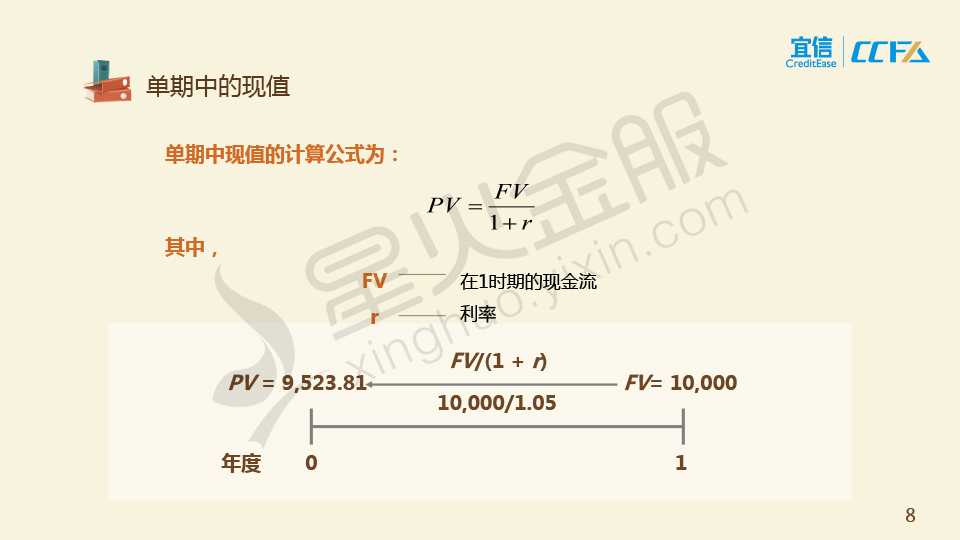 宜信 CCFA
CreditEase
单期中的现值
单期中现值的计算公式为：
PV = FV / 1 + r
其中，
FV —— 在1时期的现金流
r —— 利率
FV/(1 + r)
PV = 9,523.81 FV= 10,000
10,000/1.05
年度 0 1
8
星火金服
xinghuo.yixin.com